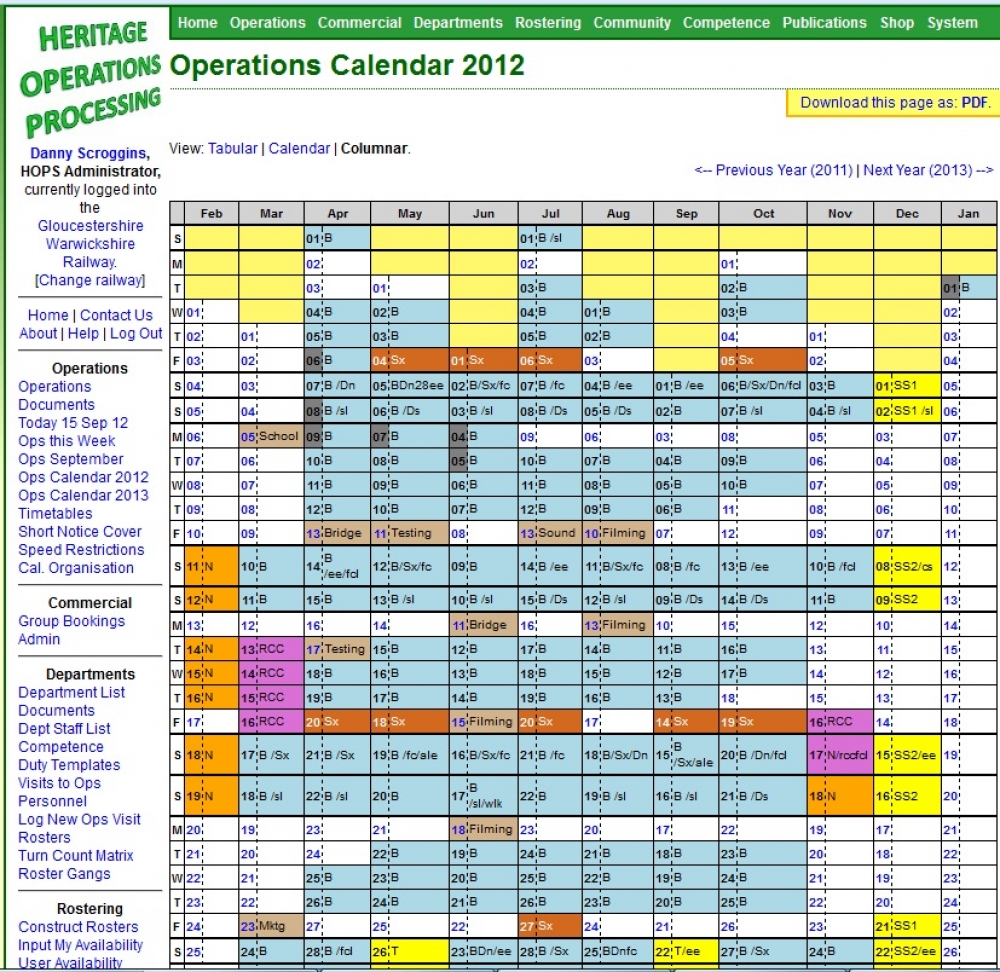 HERITAGE
OPERATIONS
PROCESSING
Home Operations Commercial Departments Rostering Community Competence Publications Shop System
Operations Calendar 2012
Download this page as: PDF.
View: Tabular | Calendar | Columnar.
<-- Previous Year (2011) | Next Year (2013) -->
Danny Scroggins,
HOPS Administrator,
currently logged into
the
Gloucestershire
Warwickshire
Railway.
[Change railway]
Home | Contact Us
About | Help | Log Out
Operations
Operations
Documents
Today 15 Sep 12
Ops this Week
Ops September
Ops Calendar 2012
Ops Calendar 2013
Timetables
Short Notice Cover
Speed Restrictions
Cal. Organisation
Commercial
Group Bookings
Admin
Departments
Department List
Documents
Dept Staff List
Competence
Duty Templates
Visits to Ops
Personnel
Log New Ops Visit
Rosters
Turn Count Matrix
Roster Gangs
Rostering
Construct Rosters
Input My Availability
User Availability
Feb Mar Apr May Jun Jul Aug Sep Oct Nov Dec Jan
S 01 B 01 B /sl
M 02 02 01
T 03 01 03 B 02 B 01 B
W 01 04 B 02 B 04 B 01 B 03 B 02
T 02 01 05 B 03 B 05 B 02 B 04 01 03
F 03 02 06 B 04 Sx 01 Sx 06 Sx 03 05 Sx 02 04
S 04 03 07 B /Dn 05 BDn28ee 02 B/Sx/fc 07 B /fc 04 B /ee 01 B /ee 06 B/Sx/Dn/fcl 03 B 01 SS1 05
S 05 04 08 B /sl 06 B /Ds 03 B /sl 08 B /Ds 05 B /Ds 02 B 07 B /sl 04 B /sl 02 SS1 /sl 06
M 06 05 School 09 B 07 B 04 B 09 06 03 08 05 03 07
T 07 06 10 B 08 B 05 B 10 B 07 B 04 B 09 B 06 04 08
W 08 07 11 B 09 B 06 B 11 B 08 B 05 B 10 B 07 05 09
T 09 08 12 B 10 B 07 B 12 B 09 B 06 B 11 08 06 10
F 10 09 13 Bridge 11 Testing 08 13 Sound 10 Filming 07 12 09 07 11
S 11 N 10 B 14 B /ee/fcl 12 B/Sx/fc 09 B 14 B /ee 11 B/Sx/fc 08 B /fc 13 B /ee 10 B /fcl 08 SS2/cs 12
S 12 N 11 B 15 B 13 B /sl 10 B /sl 15 B /Ds 12 B /sl 09 B /Ds 14 B /Ds 11 B 09 SS2 13
M 13 12 16 14 11 Bridge 16 13 Filming 10 15 12 10 14
T 14 N 13 RCC 17 Testing 15 B 12 B 17 B 14 B 11 B 16 B 13 11 15
W 15 N 14 RCC 18 B 16 B 13 B 18 B 15 B 12 B 17 B 14 12 16
T 16 N 15 RCC 19 B 17 B 14 B 19 B 16 B 13 B 18 15 13 17
F 17 16 RCC 20 Sx 18 Sx 15 Filming 20 Sx 17 14 Sx 19 Sx 16 RCC 14 18
S 18 N 17 B /Sx 21 B /Sx 19 B /fc/ale 16 B/Sx/fc 21 B /fc 18 B/Sx/Dn 15 B /Sx/ale 20 B /Dn/fcl 17 N/rccfcl 15 SS2/ee 19
S 19 N 18 B /sl 22 B /sl 20 B 17 B /sl/wlk 22 B 19 B /sl 16 B /sl 21 B /Ds 18 N 16 SS2 20
M 20 19 23 21 18 Filming 23 20 17 22 19 17 21
T 21 20 24 22 B 19 B 24 B 21 B 18 B 23 B 20 18 22
W 22 21 25 B 23 B 20 B 25 B 22 B 19 B 24 B 21 19 23
T 23 22 26 B 24 B 21 B 26 B 23 B 20 B 25 B 22 20 24
F 24 23 Mktg 27 25 22 27 Sx 24 21 26 23 21 SS1 25
S 25 24 B 28 B /fcl 26 T 23 BDn/ee 28 B /Sx 25 BDnfc 22 T/ee 27 B /Sx 24 B 22 SS2/ee 26